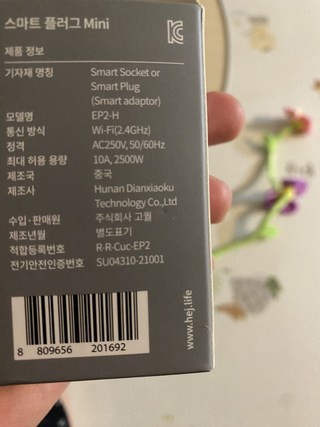 스마트 플러그 Mini
제품 정보
기자재 명칭 Smart Socket or
Smart Plug
(Smart adaptor)
모델명 EP2-H
통신 방식 Wi-Fi(2.4GHz)
정격 AC250V, 50/60Hz
최대 허용 용량 10A, 2500W
제조국 중국
제조사 Hunan Dianxiaoku
Technology Co.,Ltd
수입·판매원 주식회사 고월
제조년월 별도표기
적합등록번호 R-R-Cuc-EP2
전기안전인증번호 SU04310-21001
8 809656 201692
www.hej.life